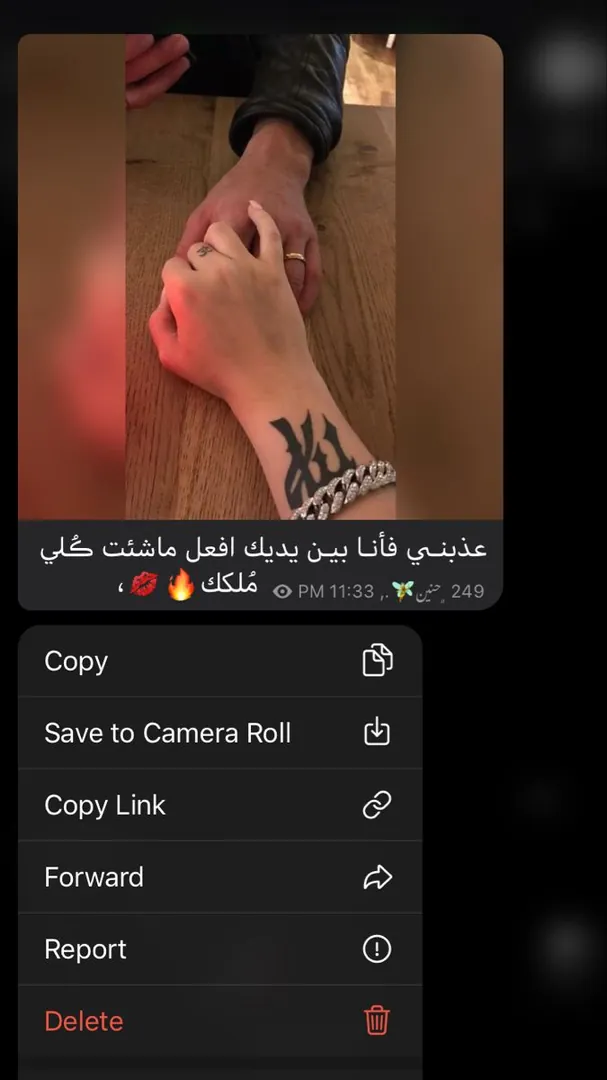 عذبنـي فأنـا بيـن يديك افعل ماشئت كُلي
مُلكك🔥💋 ،
249 حنين🧚., 11:33 PM
Copy
Save to Camera Roll
Copy Link
Forward
Report
Delete